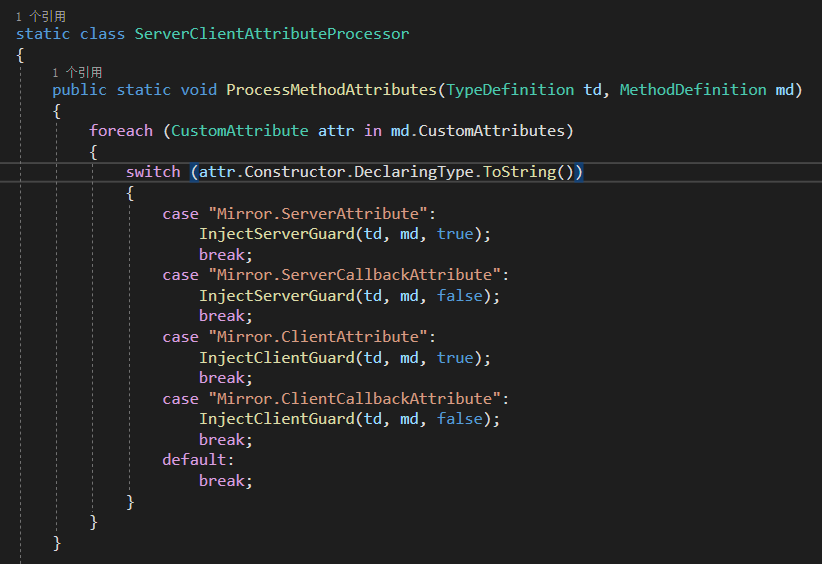 1 个引用
static class ServerClientAttributeProcessor
{
1 个引用
public static void ProcessMethodAttributes(TypeDefinition td, MethodDefinition md)
{
foreach (CustomAttribute attr in md.CustomAttributes)
{
switch (attr.Constructor.DeclaringType.ToString())
{
case "Mirror.ServerAttribute":
InjectServerGuard(td, md, true);
break;
case "Mirror.ServerCallbackAttribute":
InjectServerGuard(td, md, false);
break;
case "Mirror.ClientAttribute":
InjectClientGuard(td, md, true);
break;
case "Mirror.ClientCallbackAttribute":
InjectClientGuard(td, md, false);
break;
default:
break;
}
}
}